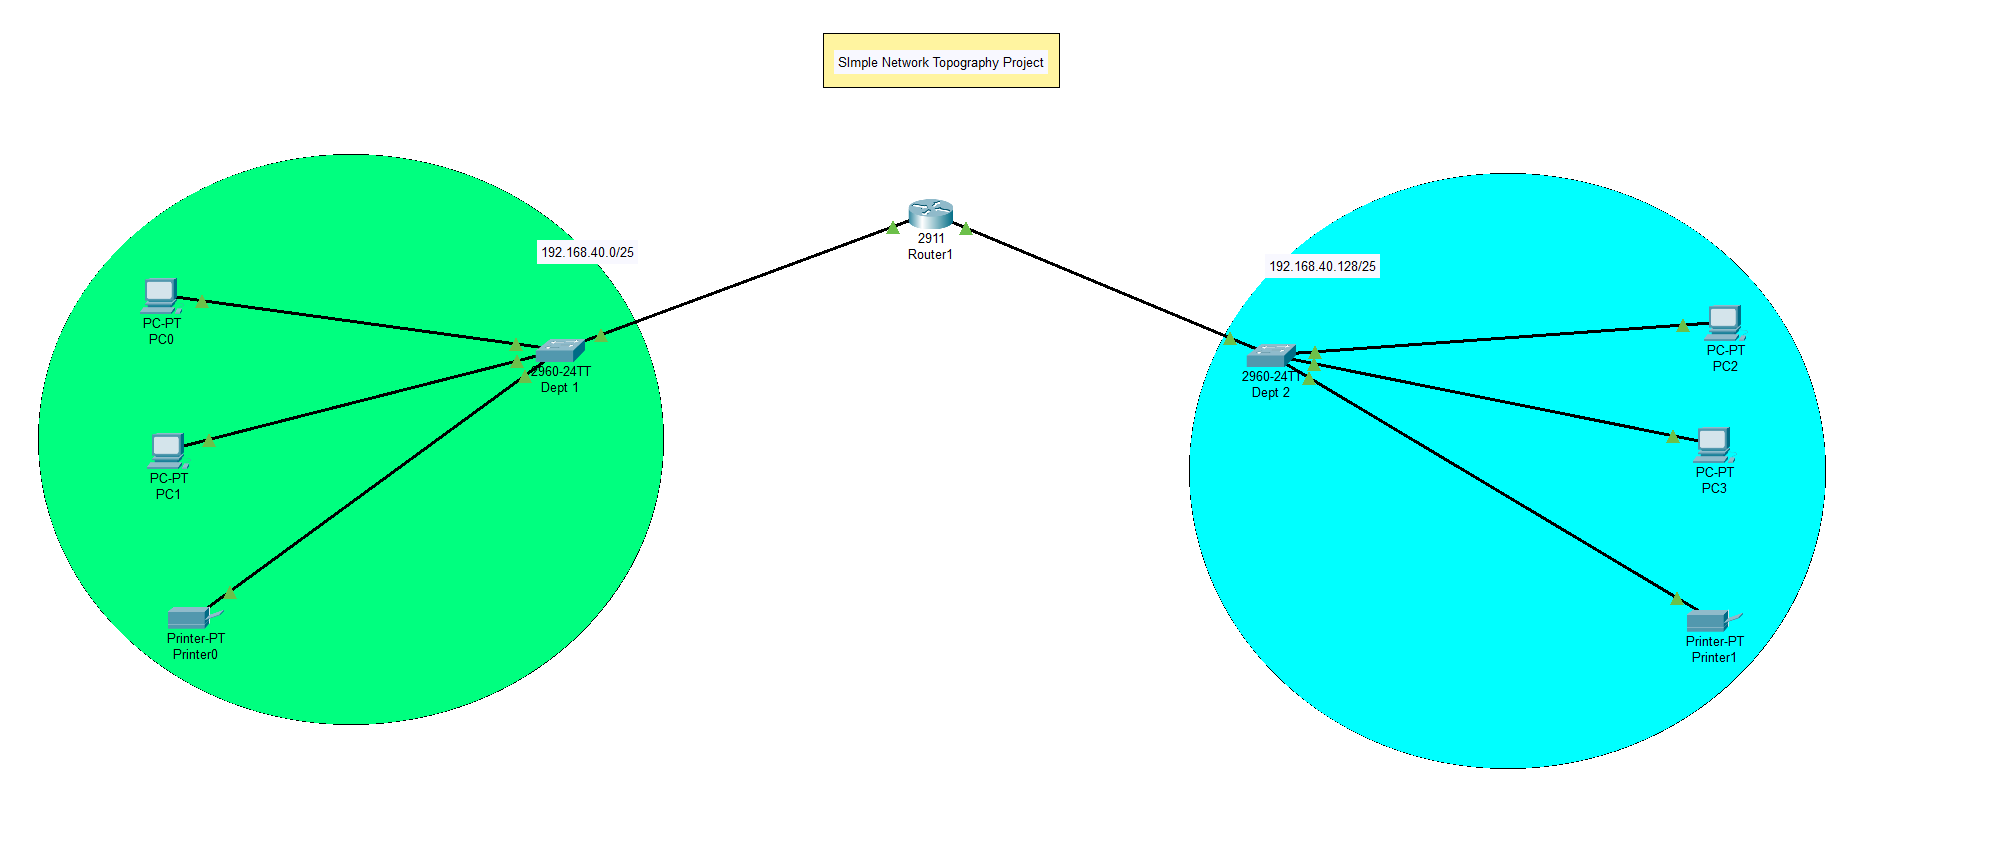 SImple Network Topography Project
2911
Router1
192.168.40.0/25
PC-PT
PC0
2960-24TT
Dept 1
PC-PT
PC1
Printer-PT
Printer0
192.168.40.128/25
2960-24TT
Dept 2
PC-PT
PC2
PC-PT
PC3
Printer-PT
Printer1